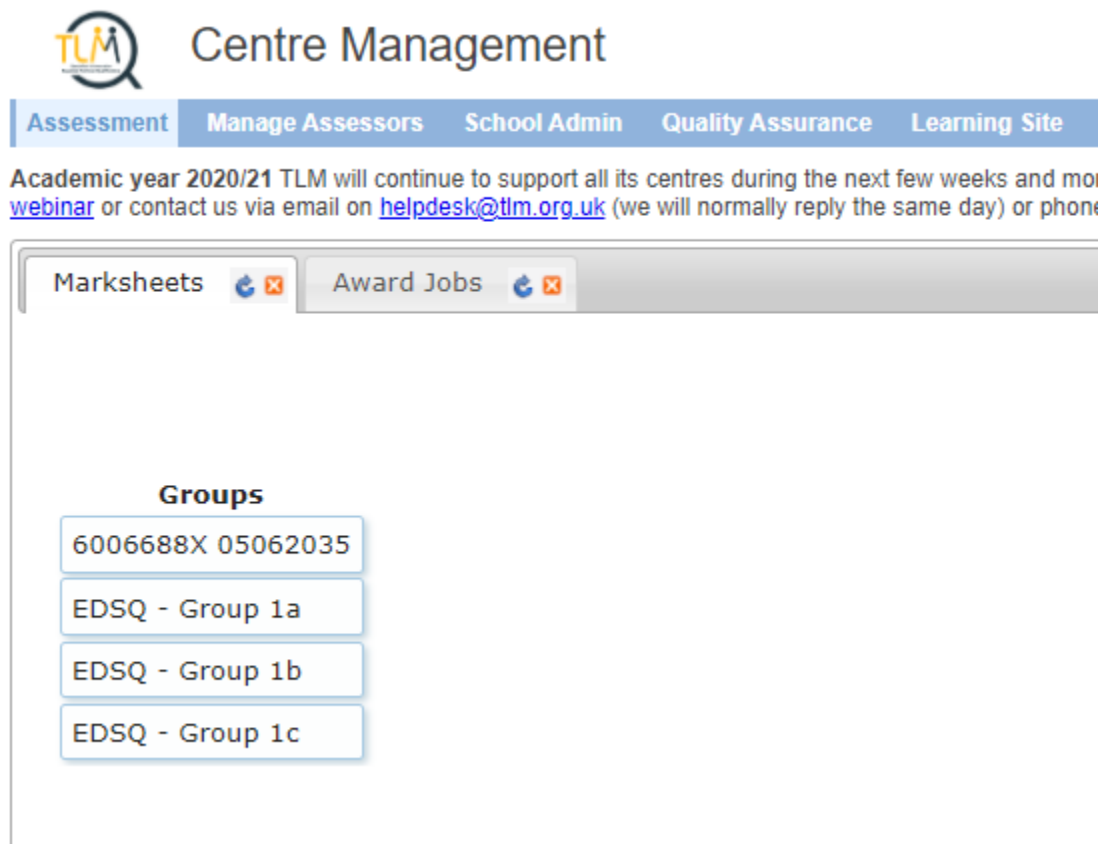 TLM
Centre Management
Assessment Manage Assessors School Admin Quality Assurance Learning Site
Academic year 2020/21 TLM will continue to support all its centres during the next few weeks and
webinar or contact us via email on helpdesk@tlm.org.uk (we will normally reply the same day) or phone
Marksheets Award Jobs
Groups
6006688X 05062035
EDSQ - Group 1a
EDSQ - Group 1b
EDSQ - Group 1c